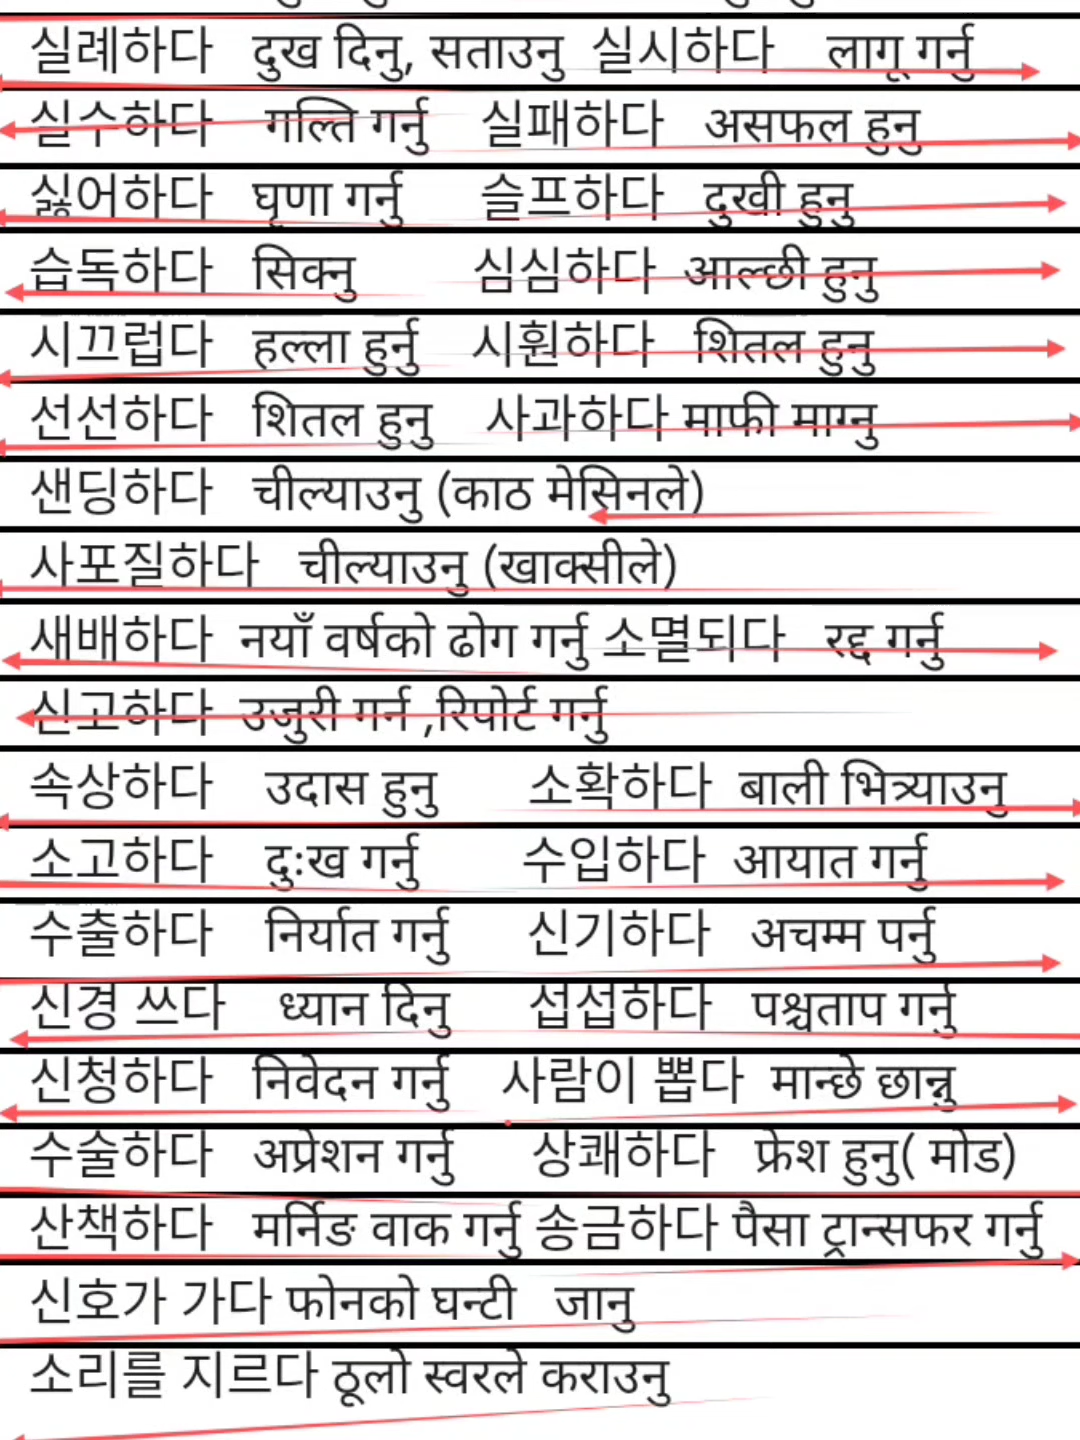 실례하다 दुख दिनु, सताउनु 실시하다 लागू गर्नु
실수하다 गल्ति गर्नु 실패하다 असफल हुनु
싫어하다 घृणा गर्नु 슬프하다 दुखी हुनु
습독하다 सिक्नु 심심하다 आल्छी हुनु
시끄럽다 हल्ला हुर्नु 시훤하다 शितल हुनु
선선하다 शितल हुनु 사과하다 माफी माग्नु
샌딩하다 चील्याउनु (काठ मेसिनले)
사포질하다 चील्याउनु (खाक्सीले)
새배하다 नयाँ वर्षको ढोग गर्नु 소멸되다 रद्द गर्नु
신고하다 उजुरी गर्न ,रिपोर्ट गर्नु
속상하다 उदास हुनु 소확하다 बाली भित्र्याउनु
소고하다 दुःख गर्नु 수입하다 आयात गर्नु
수출하다 निर्यात गर्नु 신기하다 अचम्म पर्नु
신경 쓰다 ध्यान दिनु 섭섭하다 पश्चताप गर्नु
신청하다 निवेदन गर्नु 사람이 뽑다 मान्छे छान्नु
수술하다 अप्रेशन गर्नु 상쾌하다 फ्रेश हुनु( मोड)
산책하다 मर्निङ वाक गर्नु 송금하다 पैसा ट्रान्सफर गर्नु
신호가 가다 फोनको घन्टी जानु
소리를 지르다 ठूलो स्वरले कराउनु